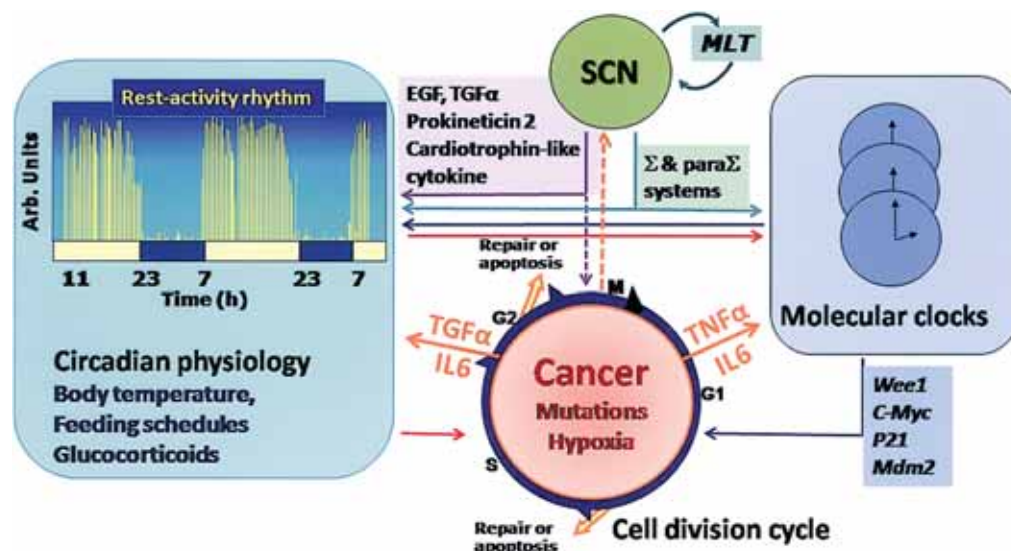 Rest-activity rhythm
Arb. Units
11 23 7 23 7
Time (h)
Circadian physiology
Body temperature,
Feeding schedules
Glucocorticoids
SCN
MLT
EGF, TGFα
Prokineticin 2
Cardiotrophin-like
cytokine
Σ & paraΣ
systems
Repair or
apoptosis
M
G2
TGFα
IL6
TNFα
IL6
G1
S
Cancer
Mutations
Hypoxia
Repair or
apoptosis
Cell division cycle
Molecular clocks
Wee1
C-Myc
P21
Mdm2